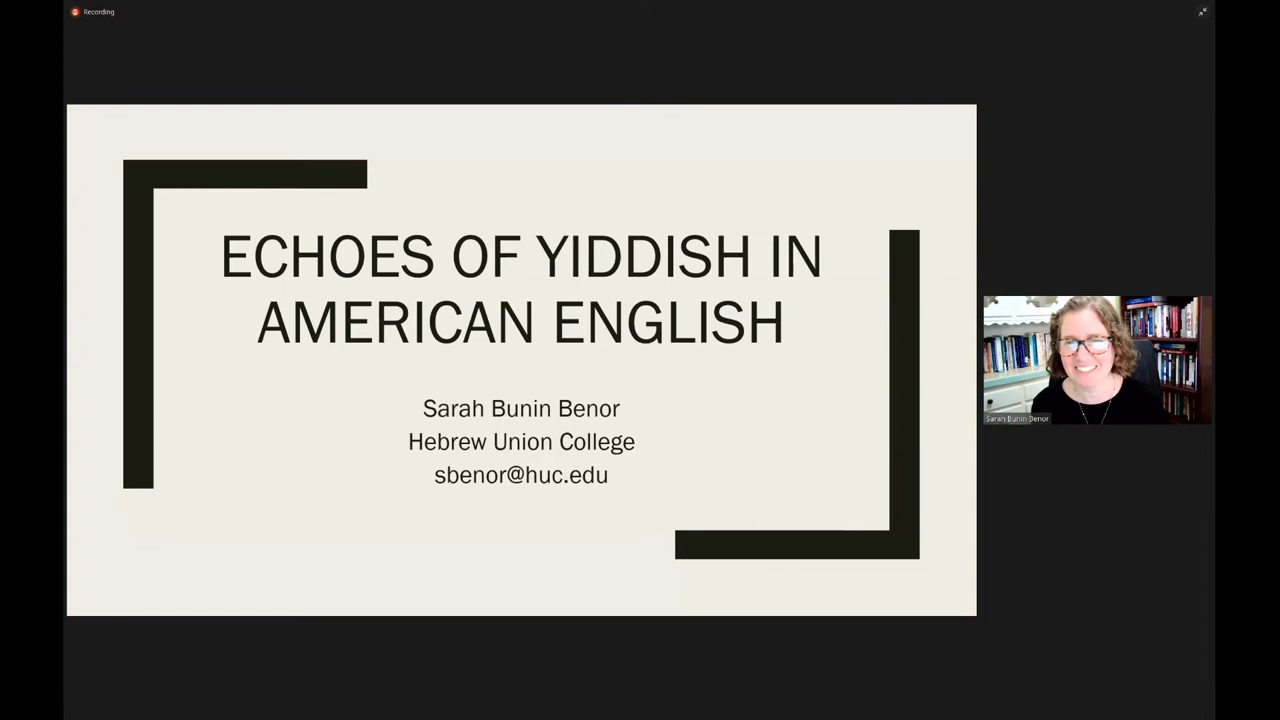 Recording
ECHOES OF YIDDISH IN
AMERICAN ENGLISH
Sarah Bunin Benor
Hebrew Union College
sbenor@huc.edu
Sarah Bunin Benor